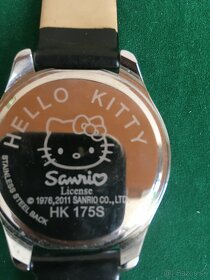 HELLO KITTY
Sanrio
License
© 1976,2011 SANRIO CO.,LTD.
HK 175S
STAINLESS STEEL BACK